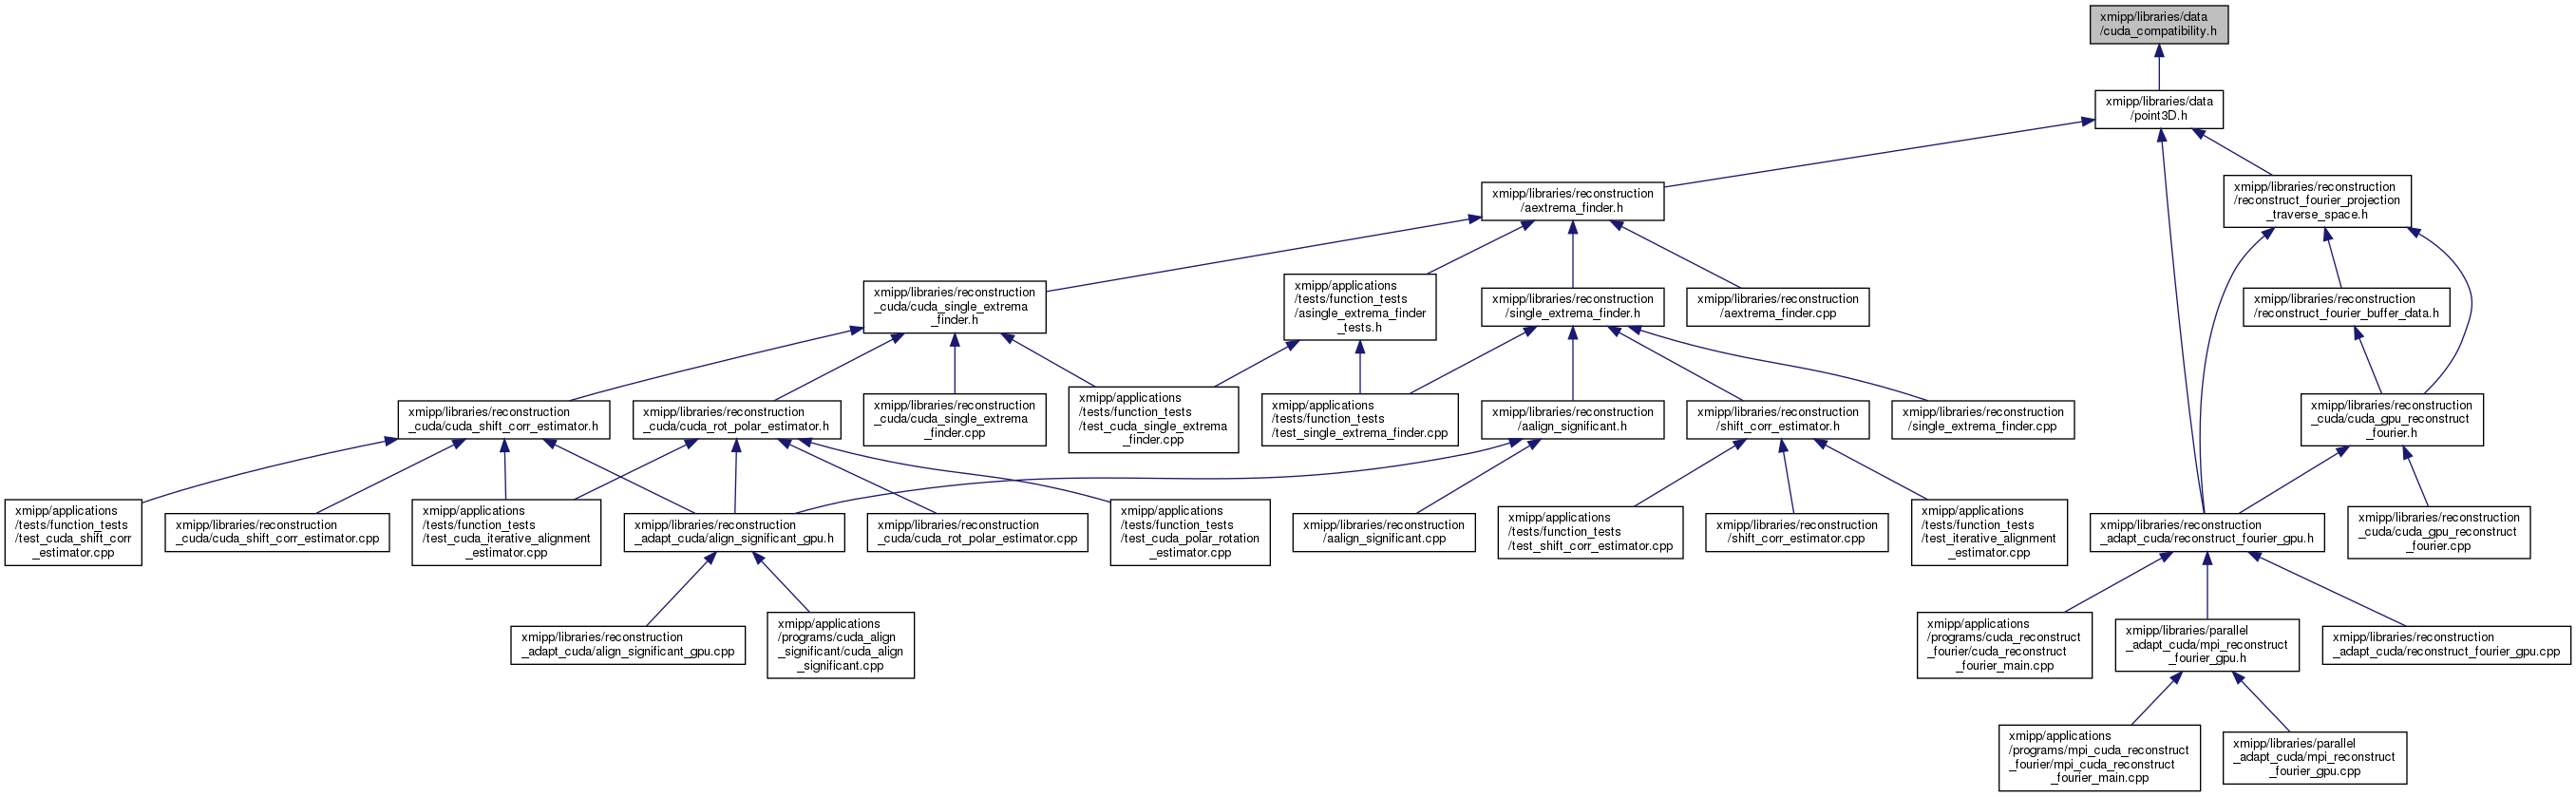 xmipp/libraries/data
/cuda_compatibility.h
xmipp/libraries/data
/point3D.h
xmipp/libraries/reconstruction
/aextrema_finder.h
xmipp/libraries/reconstruction
/reconstruct_fourier_projection
_traverse_space.h
xmipp/libraries/reconstruction
_cuda/cuda_single_extrema
_finder.h
xmipp/applications
/tests/function_tests
/asingle_extrema_finder
_tests.h
xmipp/libraries/reconstruction
/single_extrema_finder.h
xmipp/libraries/reconstruction
/aextrema_finder.cpp
xmipp/libraries/reconstruction
/reconstruct_fourier_buffer_data.h
xmipp/libraries/reconstruction
_cuda/cuda_shift_corr_estimator.h
xmipp/libraries/reconstruction
_cuda/cuda_rot_polar_estimator.h
xmipp/libraries/reconstruction
_cuda/cuda_single_extrema
_finder.cpp
xmipp/applications
/tests/function_tests
/test_cuda_single_extrema
_finder.cpp
xmipp/applications
/tests/function_tests
/test_single_extrema_finder.cpp
xmipp/libraries/reconstruction
/aalign_significant.h
xmipp/libraries/reconstruction
/shift_corr_estimator.h
xmipp/libraries/reconstruction
/single_extrema_finder.cpp
xmipp/libraries/reconstruction
_cuda/cuda_gpu_reconstruct
_fourier.h
xmipp/applications
/tests/function_tests
/test_cuda_shift_corr
_estimator.cpp
xmipp/libraries/reconstruction
_cuda/cuda_shift_corr_estimator.cpp
xmipp/applications
/tests/function_tests
/test_cuda_iterative_alignment
_estimator.cpp
xmipp/libraries/reconstruction
_adapt_cuda/align_significant_gpu.h
xmipp/libraries/reconstruction
_cuda/cuda_rot_polar_estimator.cpp
xmipp/applications
/tests/function_tests
/test_cuda_polar_rotation
_estimator.cpp
xmipp/libraries/reconstruction
/aalign_significant.cpp
xmipp/applications
/tests/function_tests
/test_shift_corr_estimator.cpp
xmipp/libraries/reconstruction
/shift_corr_estimator.cpp
xmipp/applications
/tests/function_tests
/test_iterative_alignment
_estimator.cpp
xmipp/libraries/reconstruction
_adapt_cuda/reconstruct_fourier_gpu.h
xmipp/libraries/reconstruction
_cuda/cuda_gpu_reconstruct
_fourier.cpp
xmipp/libraries/reconstruction
_adapt_cuda/align_significant_gpu.cpp
xmipp/applications
/programs/cuda_align
_significant/cuda_align
_significant.cpp
xmipp/applications
/programs/cuda_reconstruct
_fourier/cuda_reconstruct
_fourier_main.cpp
xmipp/libraries/parallel
_adapt_cuda/mpi_reconstruct
_fourier_gpu.h
xmipp/libraries/reconstruction
_adapt_cuda/reconstruct_fourier_gpu.cpp
xmipp/applications
/programs/mpi_cuda_reconstruct
_fourier/mpi_cuda_reconstruct
_fourier_main.cpp
xmipp/libraries/parallel
_adapt_cuda/mpi_reconstruct
_fourier_gpu.cpp